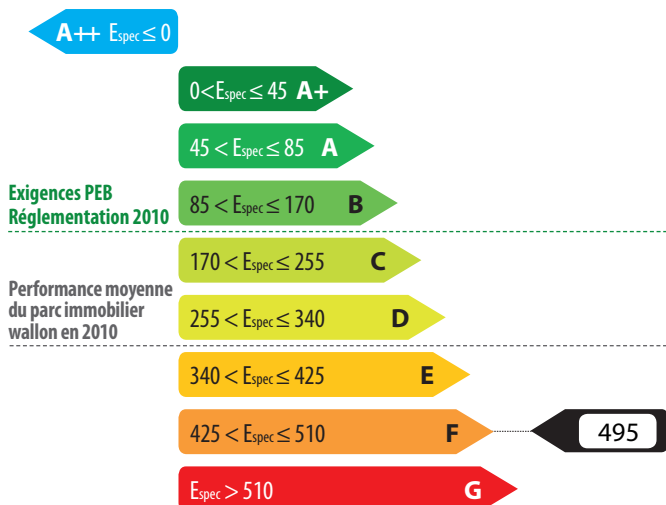 A++ Espec ≤ 0
0 < Espec ≤ 45 A+
45 < Espec ≤ 85 A
Exigences PEB
Réglementation 2010
85 < Espec ≤ 170 B
170 < Espec ≤ 255 C
Performance moyenne
du parc immobilier
wallon en 2010
255 < Espec ≤ 340 D
340 < Espec ≤ 425 E
425 < Espec ≤ 510 F 495
Espec > 510 G